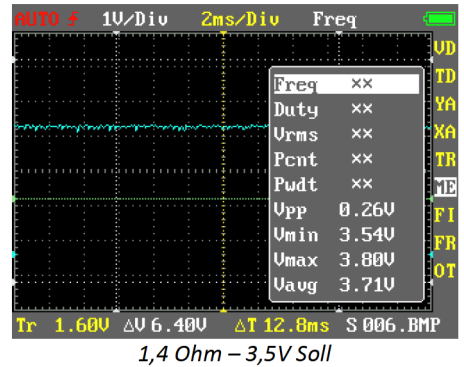 AUTO 1V/Div 2ms/Div Freq
VD
TD
YA
XA
TR
ME
FI
FR
OT
Freq ××
Duty ××
Vrms ××
Pcnt ××
Pwdt ××
Vpp 0.26V
Vmin 3.54V
Vmax 3.80V
Vavg 3.71V
Tr 1.60V △V 6.40V △T 12.8ms S 006.BMP
1,4 Ohm – 3,5V Soll